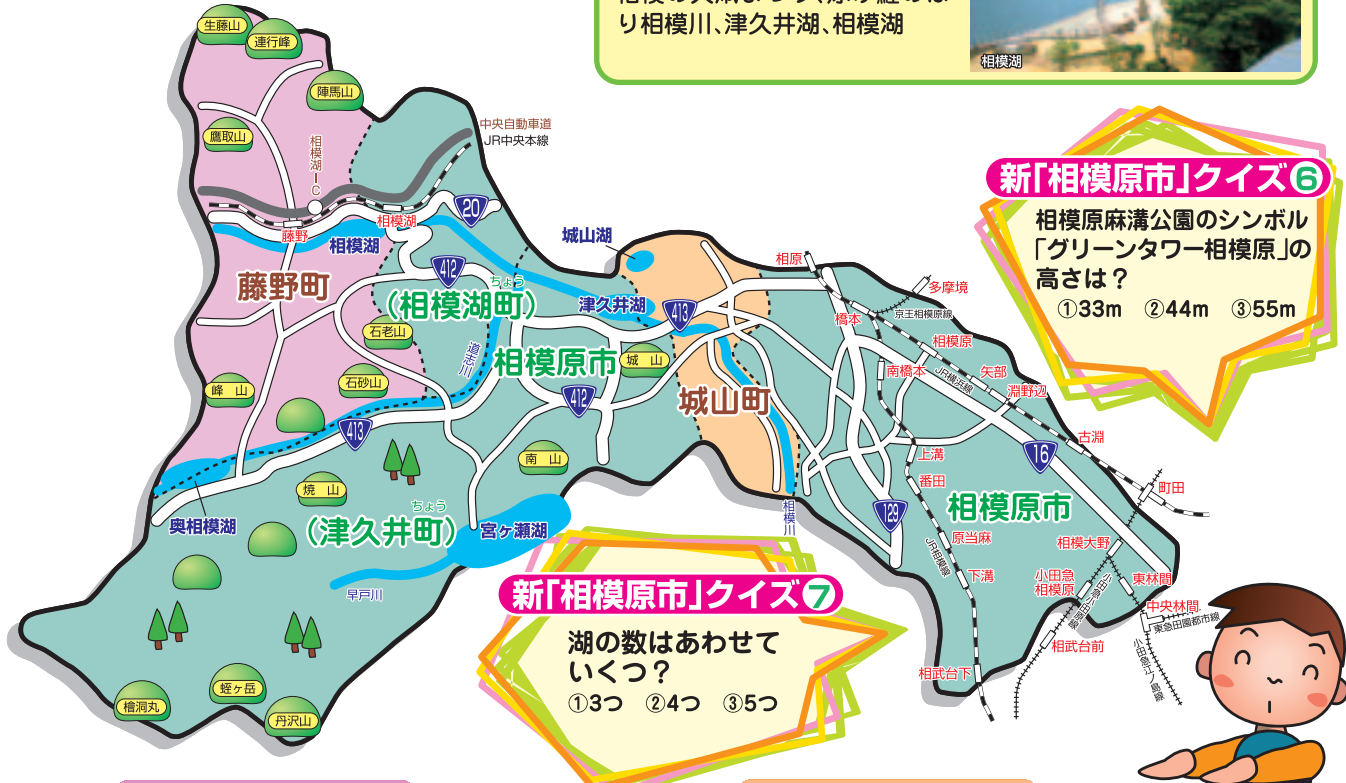 り相模川、津久井湖、相模湖
相模湖
生藤山
連行峰
陣馬山
鷹取山
相模湖IC
中央自動車道
JR中央本線
20
藤野
相模湖
相模湖
藤野町
412
ちょう
（相模湖町）
城山湖
津久井湖
413
石老山
道志川
相模原市
城 山
石砂山
峰 山
412
城山町
413
南 山
焼 山
奥相模湖
ちょう
（津久井町）
宮ヶ瀬湖
早戸川
檜洞丸
蛭ヶ岳
丹沢山
相模川
相原
多摩境
京王相模原線
橋本
相模原
南橋本
JR横浜線
矢部
淵野辺
古淵
上溝
16
番田
町田
相模原市
129
原当麻
JR相模線
相模大野
下溝
小田急
相模原
小田急小田原線
東林間
中央林間
東急田園都市線
相武台前
小田急江ノ島線
相武台下
新「相模原市」クイズ⑥
相模原麻溝公園のシンボル
「グリーンタワー相模原」の
高さは？
①33m ②44m ③55m
新「相模原市」クイズ⑦
湖の数はあわせて
いくつ？
①3つ ②4つ ③5つ